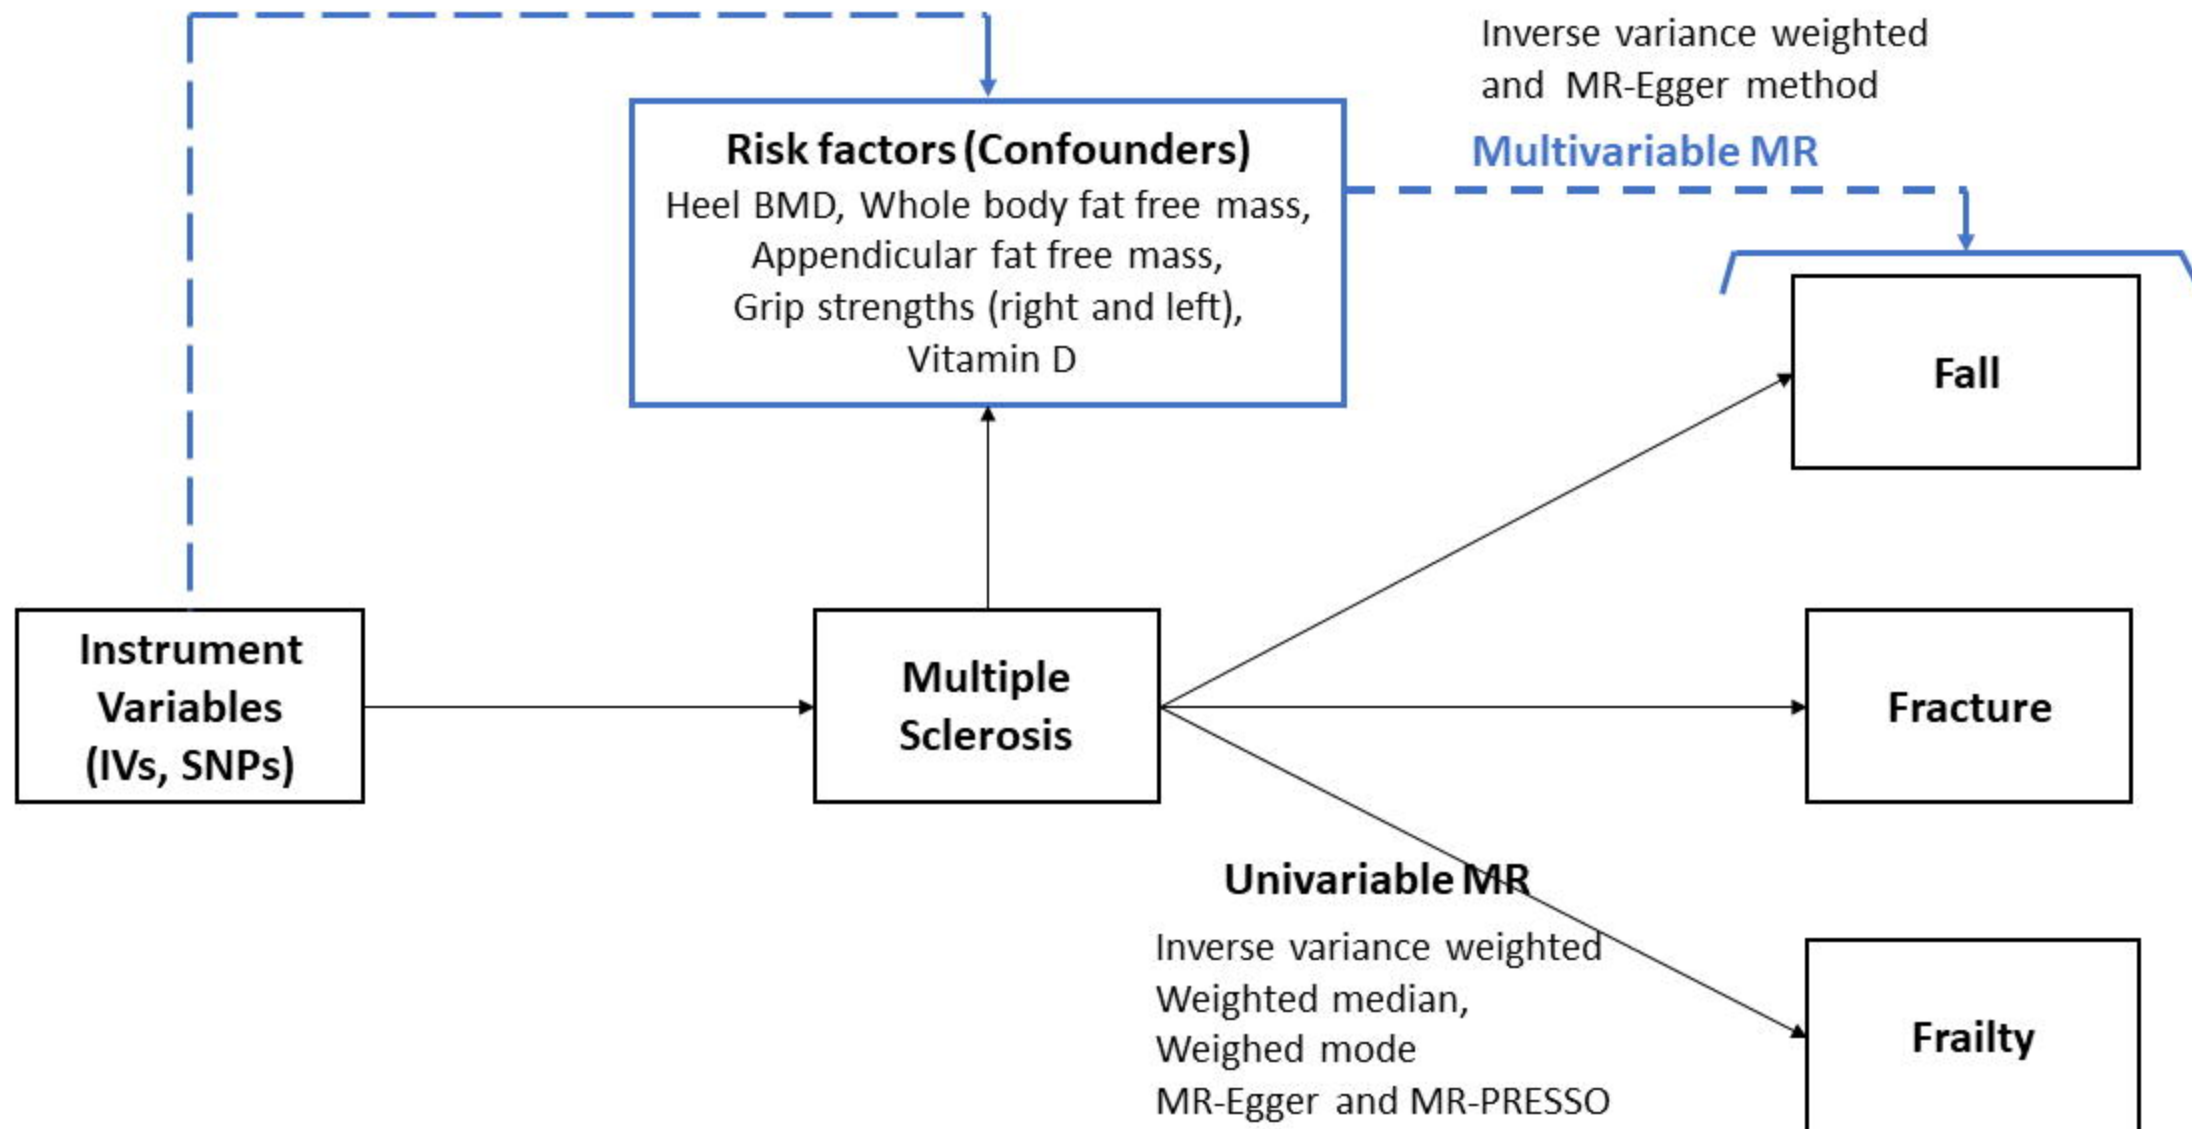 Inverse variance weighted
and MR-Egger method
Multivariable MR
Risk factors (Confounders)
Heel BMD, Whole body fat free mass,
Appendicular fat free mass,
Grip strengths (right and left),
Vitamin D
Fall
Instrument
Variables
(IVs, SNPs)
Multiple
Sclerosis
Fracture
Univariable MR
Inverse variance weighted
Weighted median,
Weighed mode
MR-Egger and MR-PRESSO
Frailty